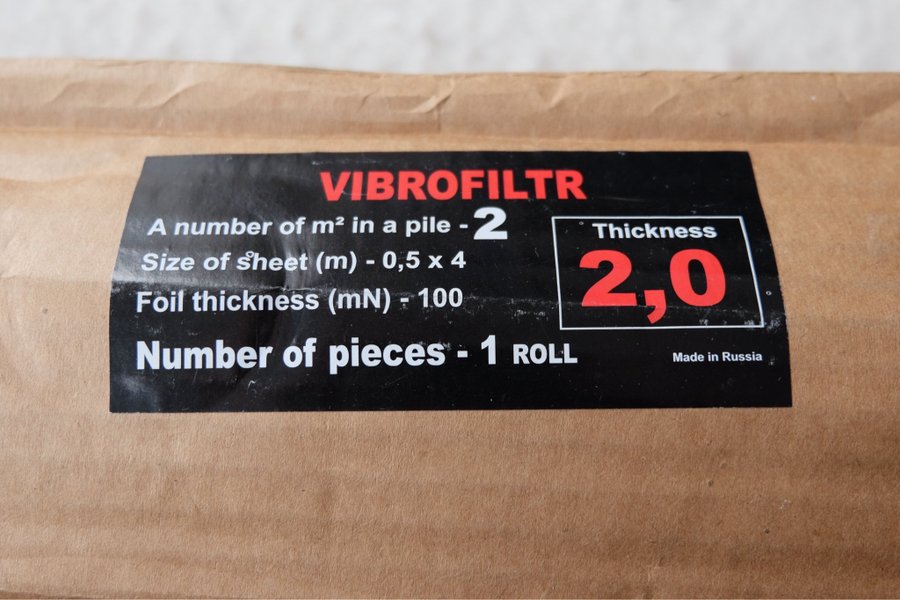 VIBROFILTR
A number of m² in a pile - 2
Size of sheet (m) - 0,5 x 4
Foil thickness (mN) - 100
Number of pieces - 1 ROLL
Thickness
2,0
Made in Russia